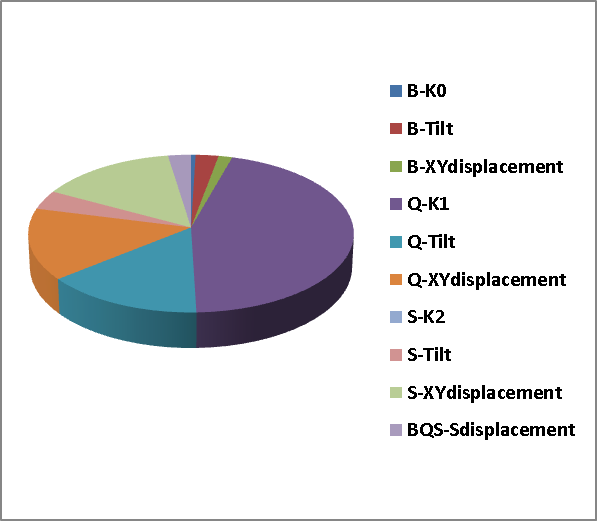 B-K0
B-Tilt
B-XYdisplacement
Q-K1
Q-Tilt
Q-XYdisplacement
S-K2
S-Tilt
S-XYdisplacement
BQS-Sdisplacement